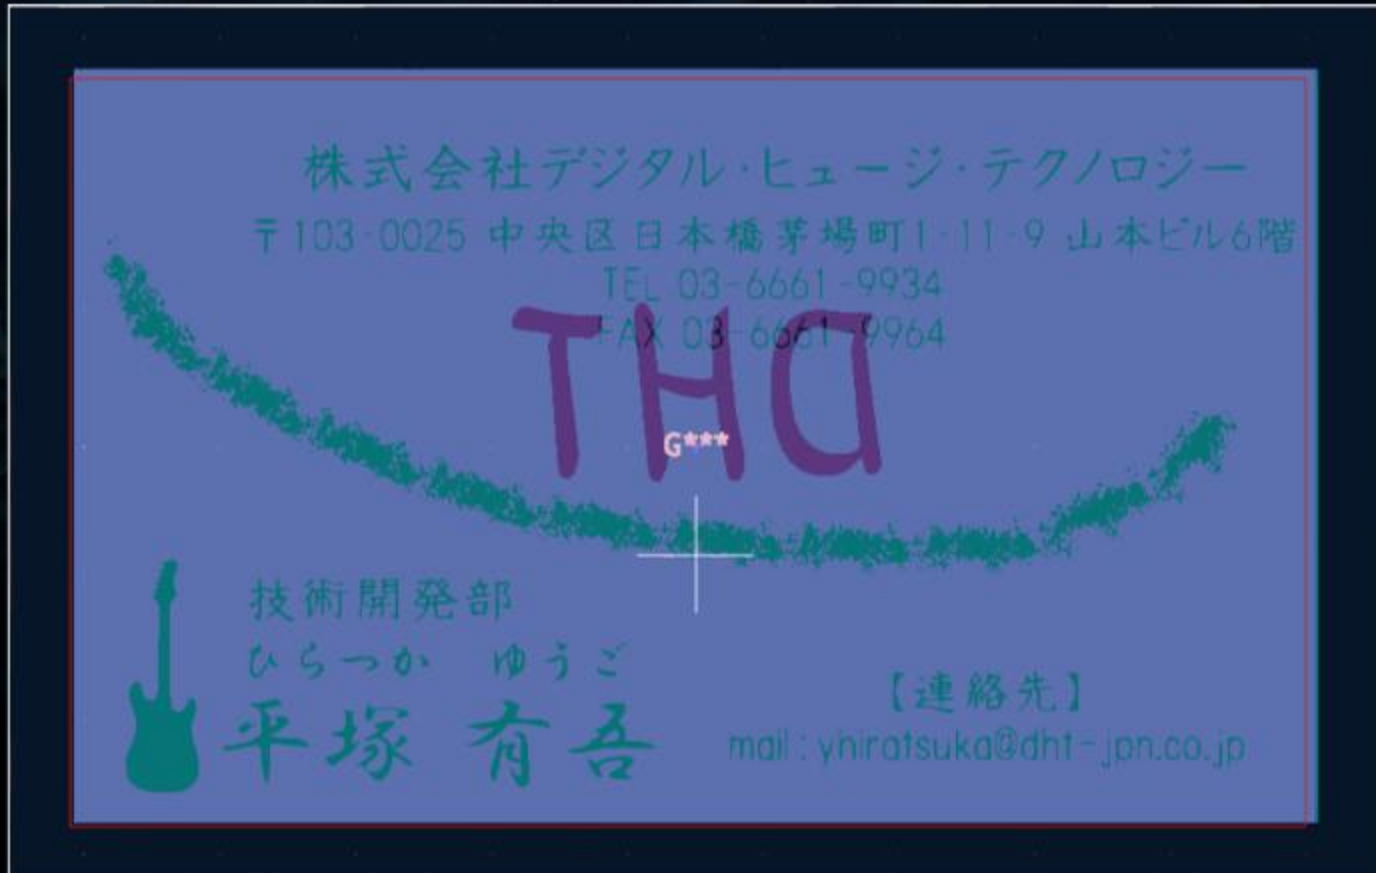 株式会社デジタル・ヒュージ・テクノロジー
〒103-0025 中央区日本橋茅場町1-11-9 山本ビル6階
TEL 03-6661-9934
FAX 03-6661-9964
THD
G***
技術開発部
ひらつか ゆうご
平塚 有吾
【連絡先】
mail : yhiratsuka@dht-jpn.co.jp